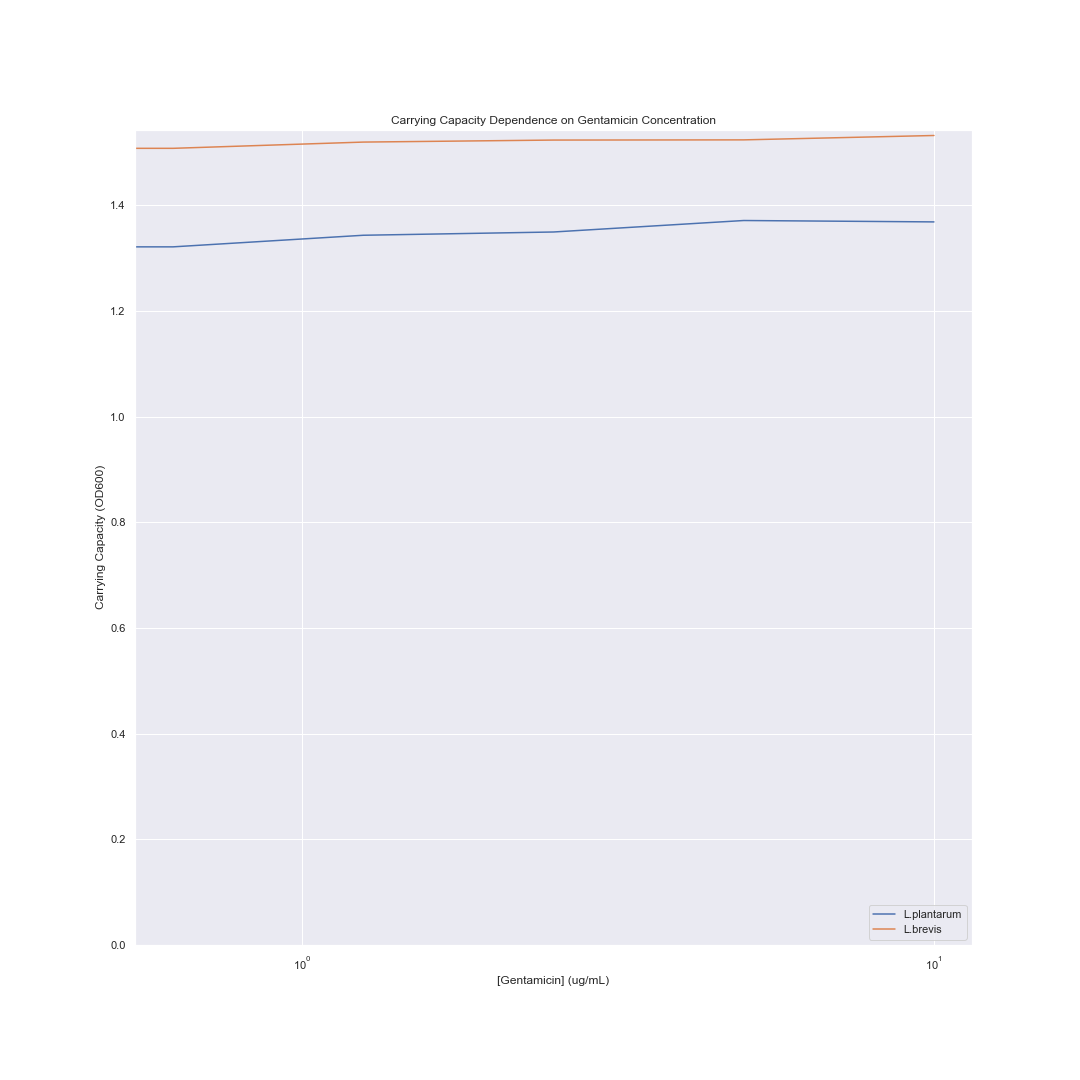 Carrying Capacity Dependence on Gentamicin Concentration
1.4
1.2
1.0
0.8
0.6
0.4
0.2
0.0
Carrying Capacity (OD600)
L.plantarum
L.brevis
10⁰
10¹
[Gentamicin] (ug/mL)